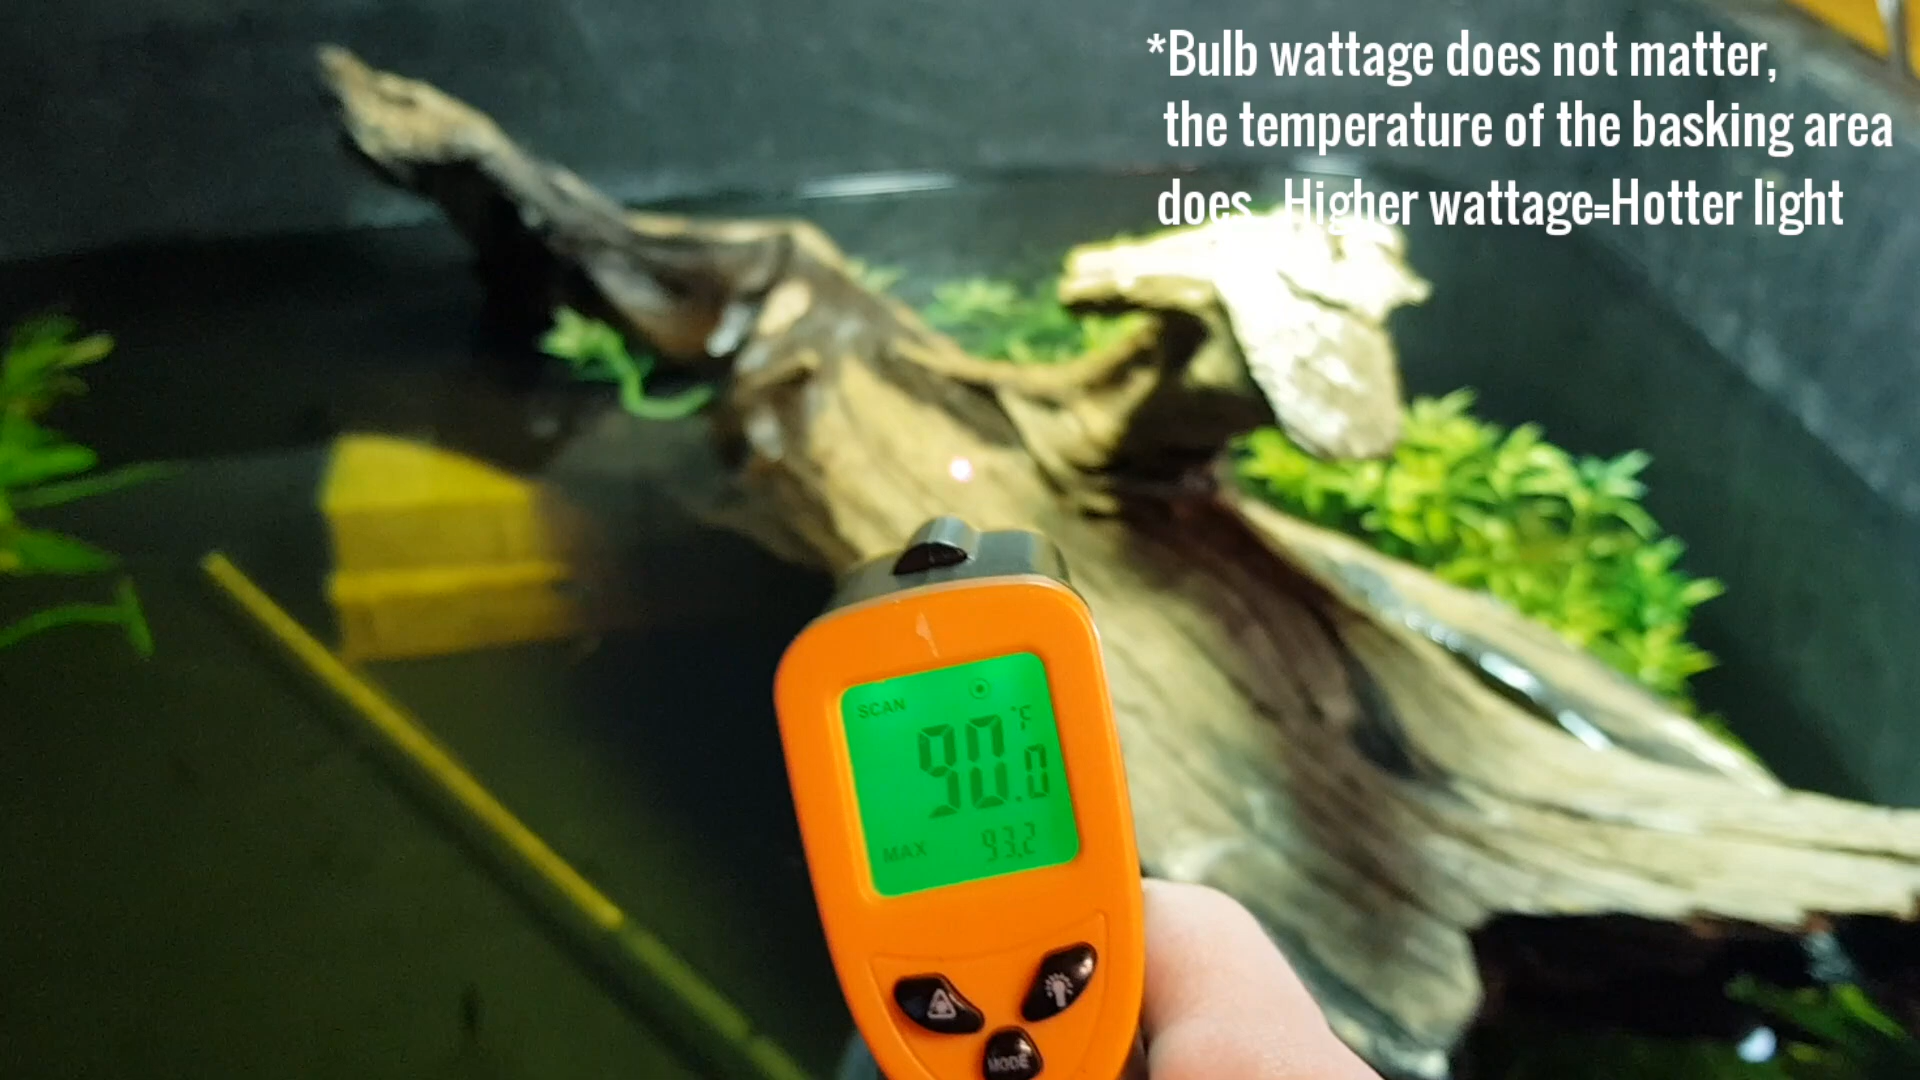 *Bulb wattage does not matter,
the temperature of the basking area
does. Higher wattage=Hotter light
SCAN
°F
90.0
MAX 93.2
MODE